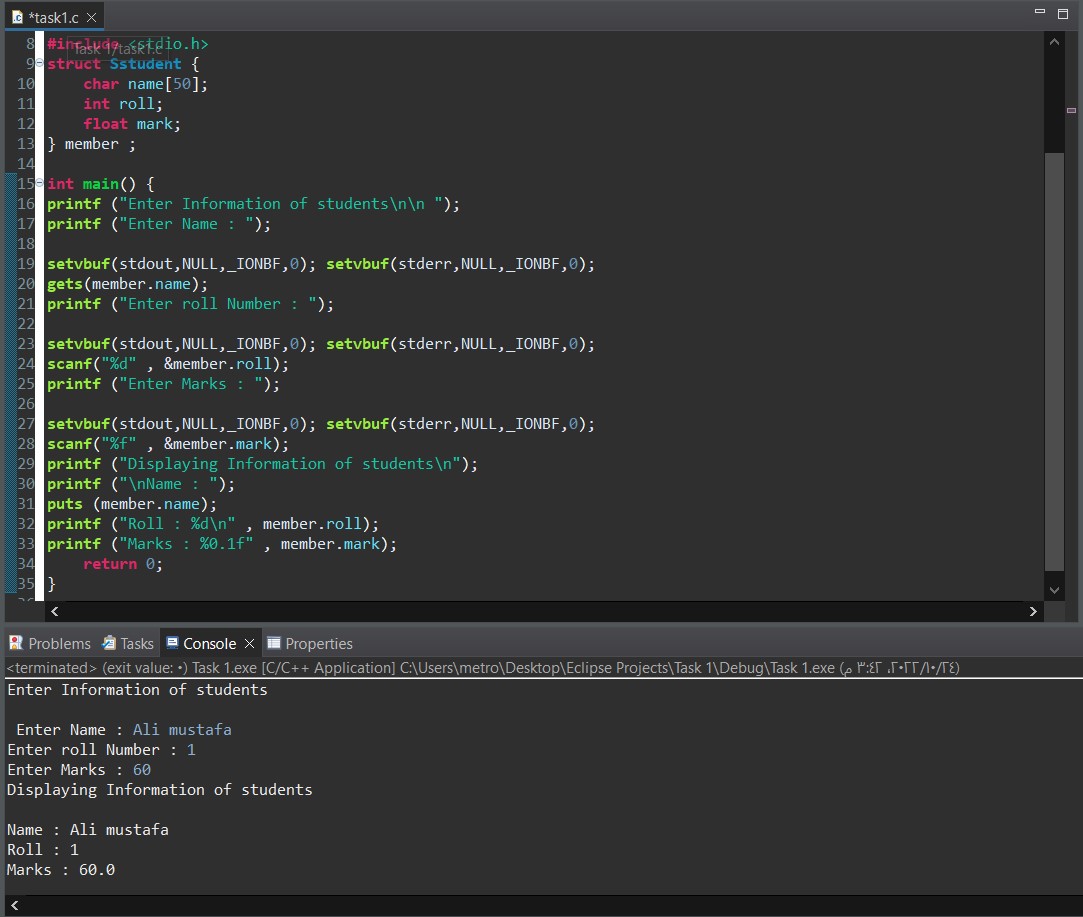 *task1.c
8 #include <stdio.h>
Task 1/task1.c
9 struct Sstudent {
10 char name[50];
11 int roll;
12 float mark;
13 } member ;
14
15 int main() {
16 printf ("Enter Information of students\n\n ");
17 printf ("Enter Name : ");
18
19 setvbuf(stdout,NULL,_IONBF,0); setvbuf(stderr,NULL,_IONBF,0);
20 gets(member.name);
21 printf ("Enter roll Number : ");
22
23 setvbuf(stdout,NULL,_IONBF,0); setvbuf(stderr,NULL,_IONBF,0);
24 scanf("%d" , &member.roll);
25 printf ("Enter Marks : ");
26
27 setvbuf(stdout,NULL,_IONBF,0); setvbuf(stderr,NULL,_IONBF,0);
28 scanf("%f" , &member.mark);
29 printf ("Displaying Information of students\n");
30 printf ("\nName : ");
31 puts (member.name);
32 printf ("Roll : %d\n" , member.roll);
33 printf ("Marks : %0.1f" , member.mark);
34 return 0;
35 }
Problems Tasks Console Properties
<terminated> (exit value: ٠) Task 1.exe [C/C++ Application] C:\Users\metro\Desktop\Eclipse Projects\Task 1\Debug\Task 1.exe (٢٤‏/١٠‏/٢٠٢٢، ٣:٤٢ م)
Enter Information of students

Enter Name : Ali mustafa
Enter roll Number : 1
Enter Marks : 60
Displaying Information of students

Name : Ali mustafa
Roll : 1
Marks : 60.0